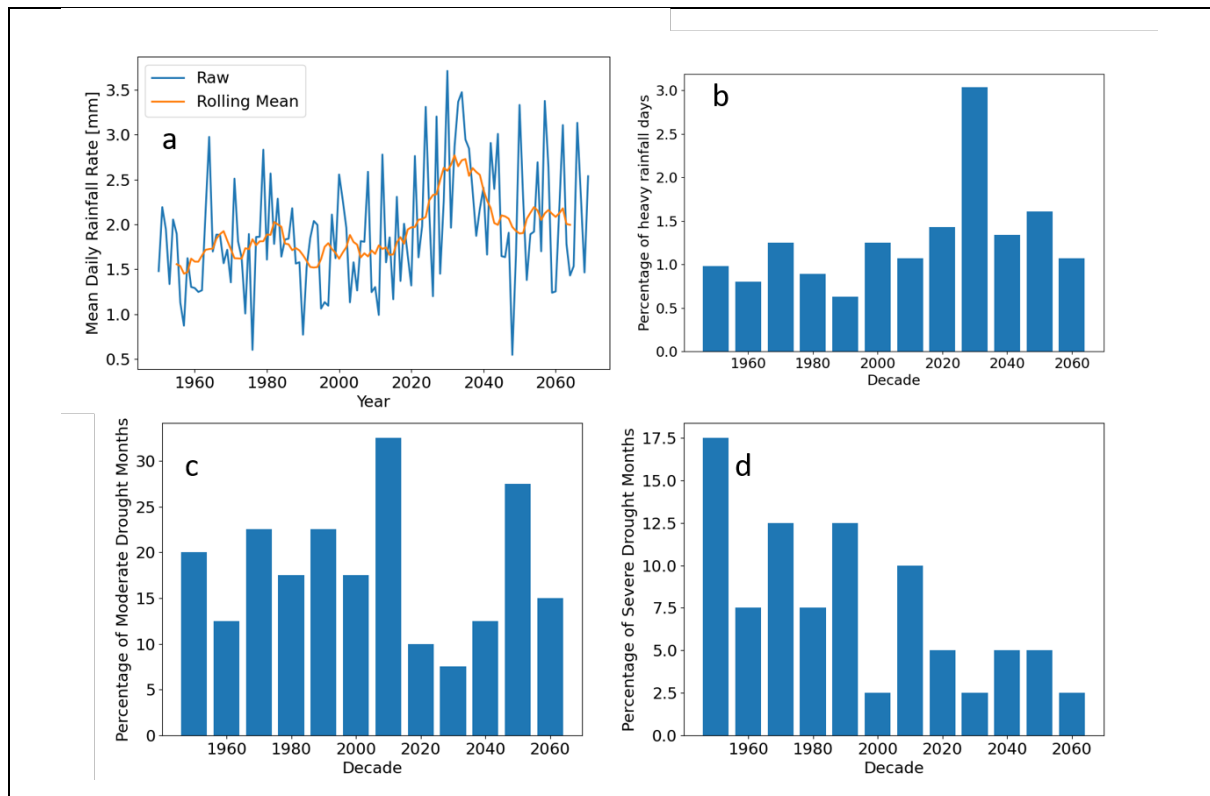 a
Raw
Rolling Mean
Mean Daily Rainfall Rate [mm]
3.5
3.0
2.5
2.0
1.5
1.0
0.5
1960 1980 2000 2020 2040 2060
Year
b
Percentage of heavy rainfall days
3.0
2.5
2.0
1.5
1.0
0.5
0.0
1960 1980 2000 2020 2040 2060
Decade
c
Percentage of Moderate Drought Months
30
25
20
15
10
5
0
1960 1980 2000 2020 2040 2060
Decade
d
Percentage of Severe Drought Months
17.5
15.0
12.5
10.0
7.5
5.0
2.5
0.0
1960 1980 2000 2020 2040 2060
Decade